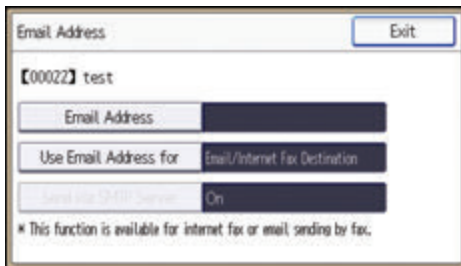 Email Address Exit
【00022】 test
Email Address
Use Email Address for Email/Internet Fax Destination
Send via SMTP Server On
* This function is available for internet fax or email sending by fax.